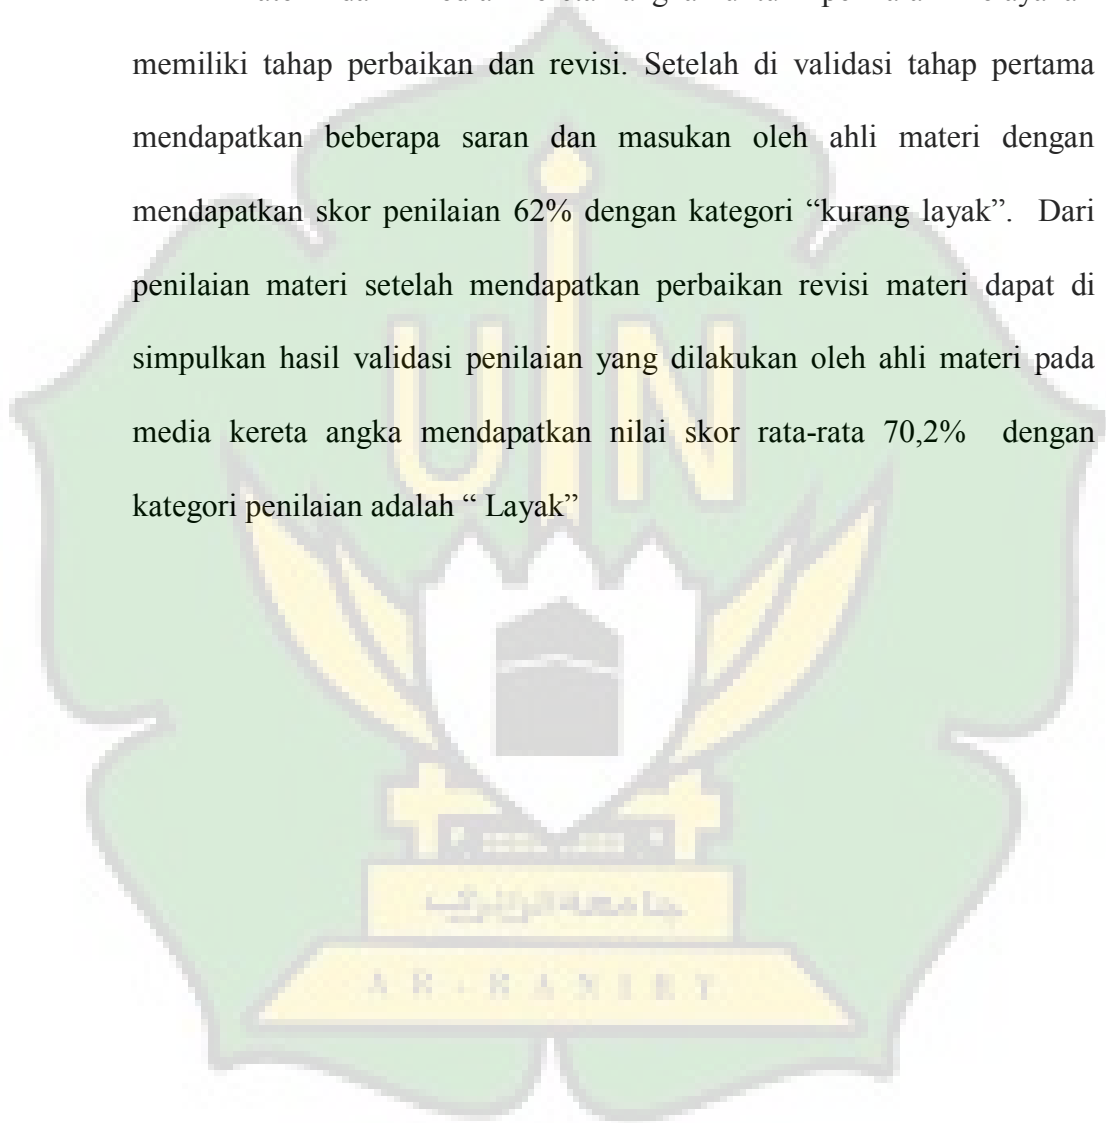 memiliki tahap perbaikan dan revisi. Setelah di validasi tahap pertama
mendapatkan beberapa saran dan masukan oleh ahli materi dengan
mendapatkan skor penilaian 62% dengan kategori “kurang layak”. Dari
penilaian materi setelah mendapatkan perbaikan revisi materi dapat di
simpulkan hasil validasi penilaian yang dilakukan oleh ahli materi pada
media kereta angka mendapatkan nilai skor rata-rata 70,2% dengan
kategori penilaian adalah “ Layak”
UIN
AR-RANIRY